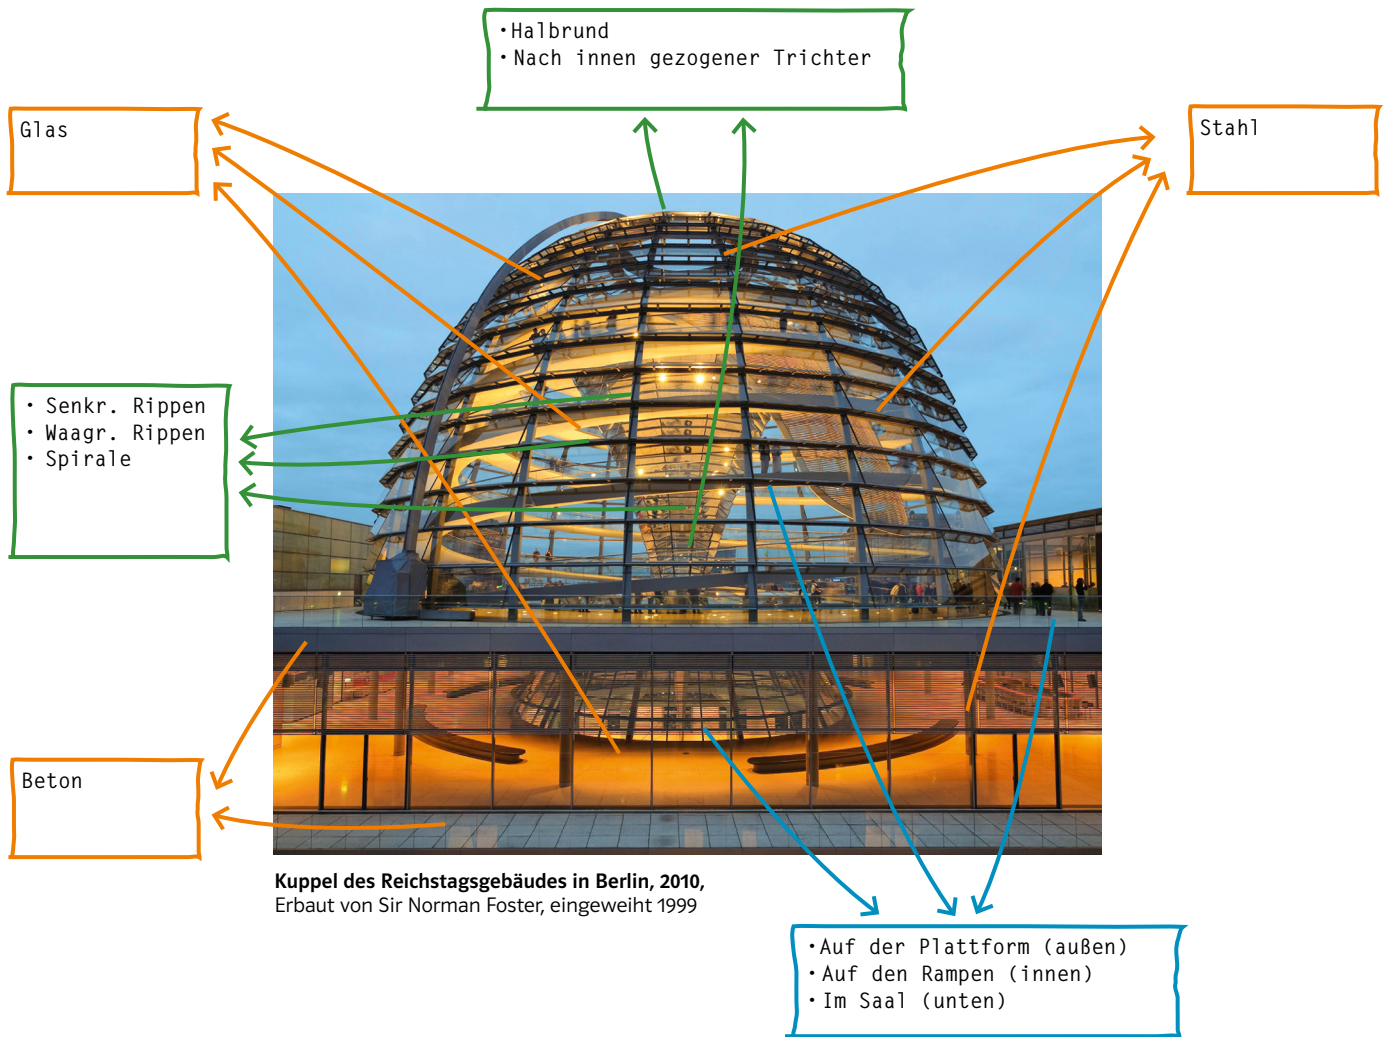 • Halbrund
• Nach innen gezogener Trichter
Glas
Stahl
• Senkr. Rippen
• Waagr. Rippen
• Spirale
Beton
Kuppel des Reichstagsgebäudes in Berlin, 2010,
Erbaut von Sir Norman Foster, eingeweiht 1999
• Auf der Plattform (außen)
• Auf den Rampen (innen)
• Im Saal (unten)